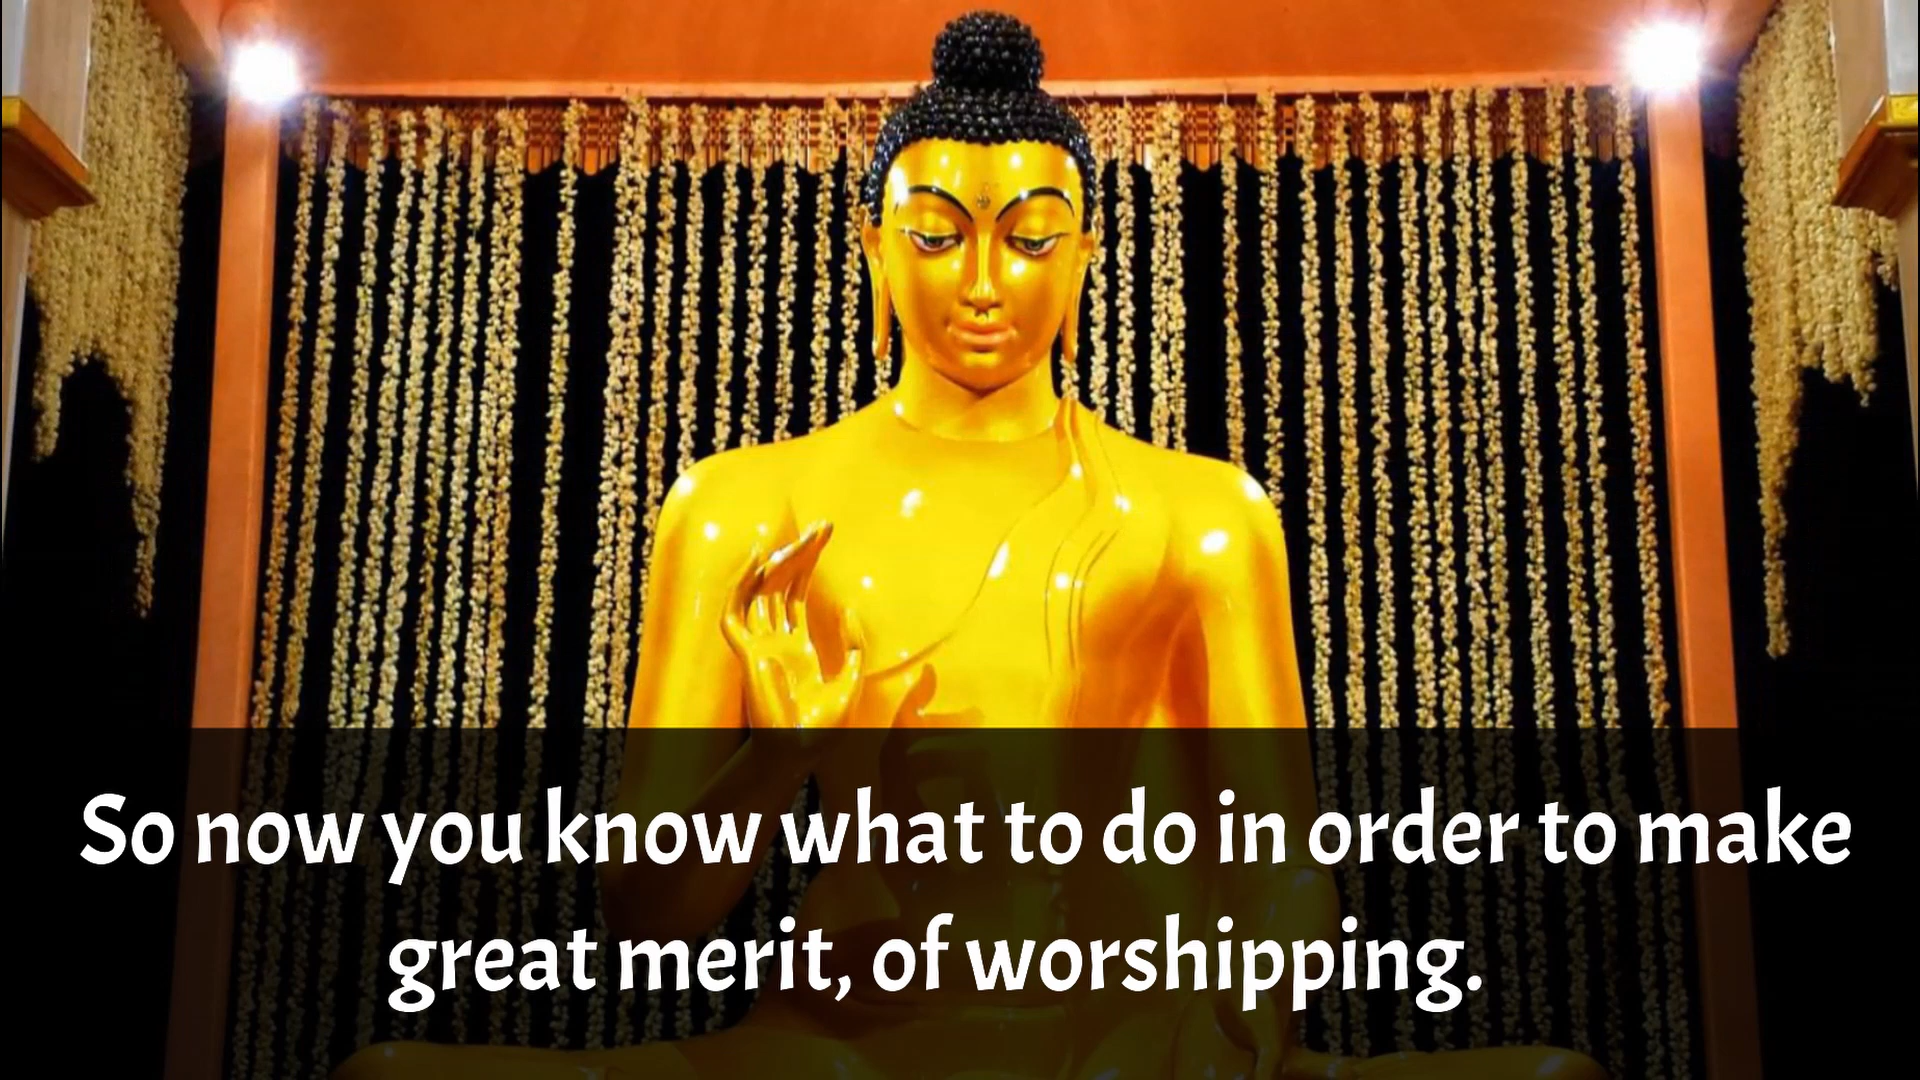 So now you know what to do in order to make
great merit, of worshipping.